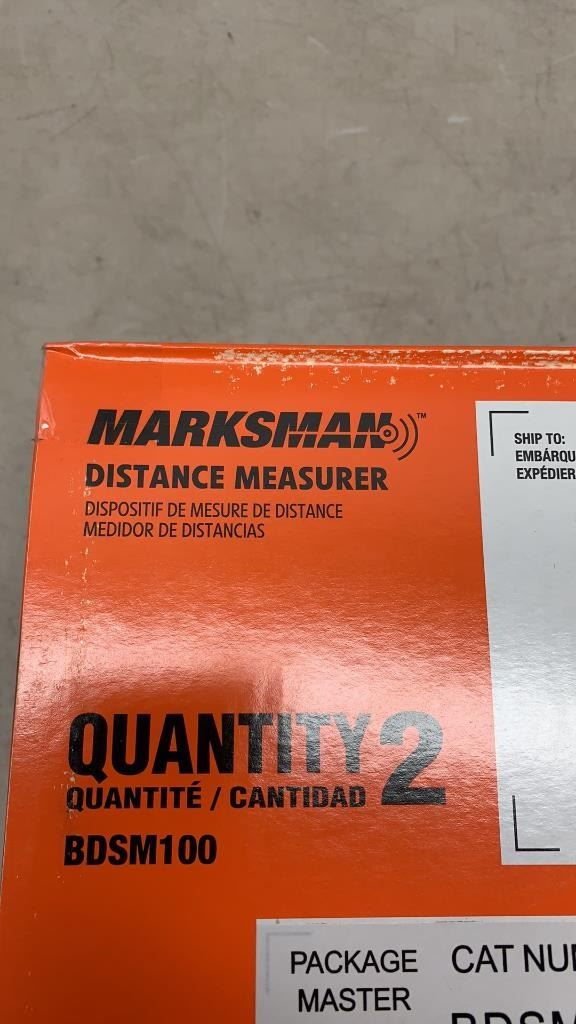 MARKSMAN™
DISTANCE MEASURER
DISPOSITIF DE MESURE DE DISTANCE
MEDIDOR DE DISTANCIAS
SHIP TO:
QUANTITY 2
QUANTITÉ / CANTIDAD
BDSM100
PACKAGE CAT
MASTER